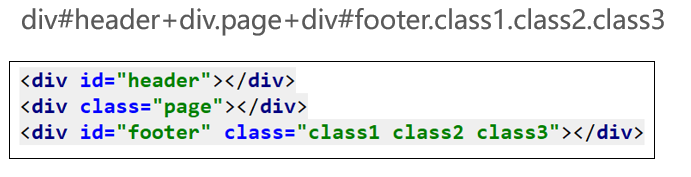 div#header+div.page+div#footer.class1.class2.class3
<div id="header"></div>
<div class="page"></div>
<div id="footer" class="class1 class2 class3"></div>